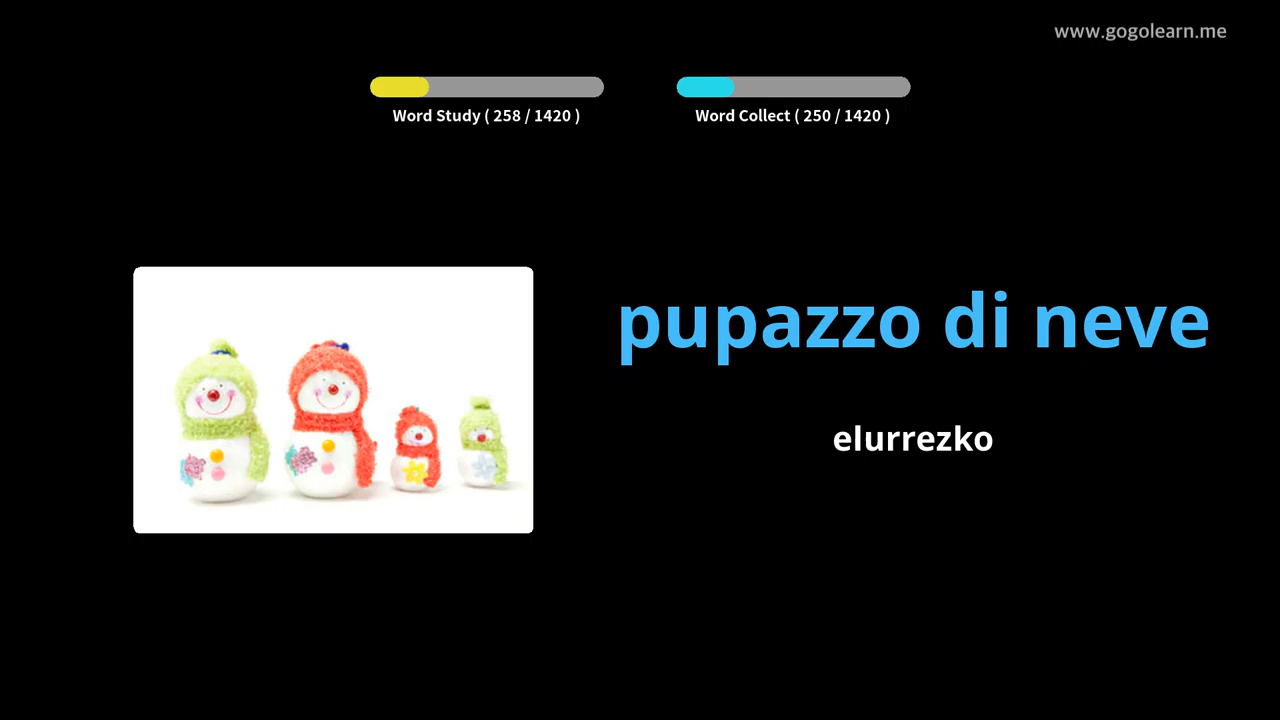 www.gogolearn.me
Word Study ( 258 / 1420 )
Word Collect ( 250 / 1420 )
pupazzo di neve
elurrezko